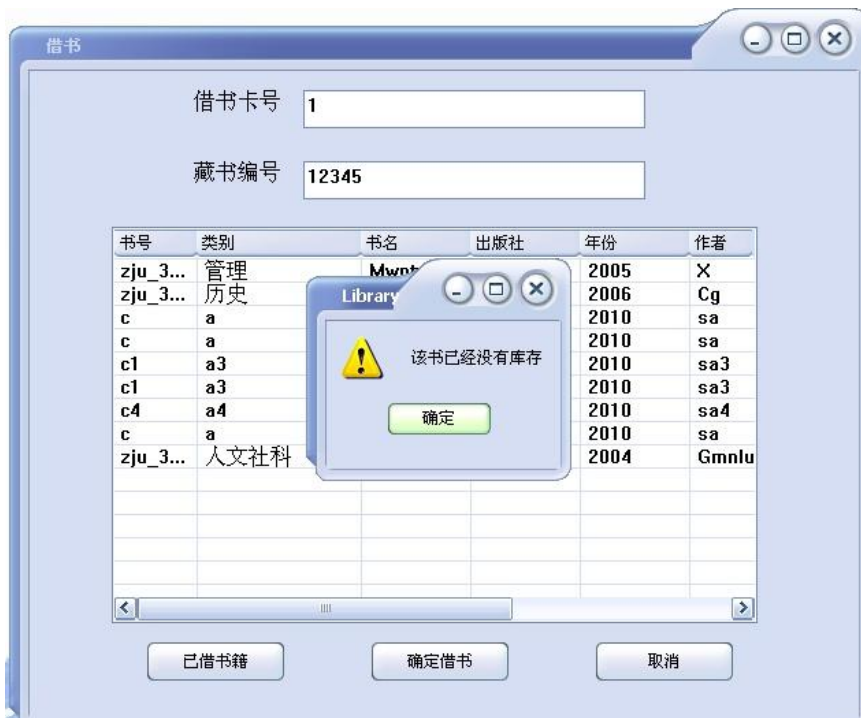 借书
借书卡号 1
藏书编号 12345
书号 类别 书名 出版社 年份 作者
zju_3... 管理 2005 X
zju_3... 历史 2006 Cg
c a 2010 sa
c a 2010 sa
c1 a3 2010 sa3
c1 a3 2010 sa3
c4 a4 2010 sa4
c a 2010 sa
zju_3... 人文社科 2004 Gmnlu
Library
该书已经没有库存
确定
已借书籍 确定借书 取消